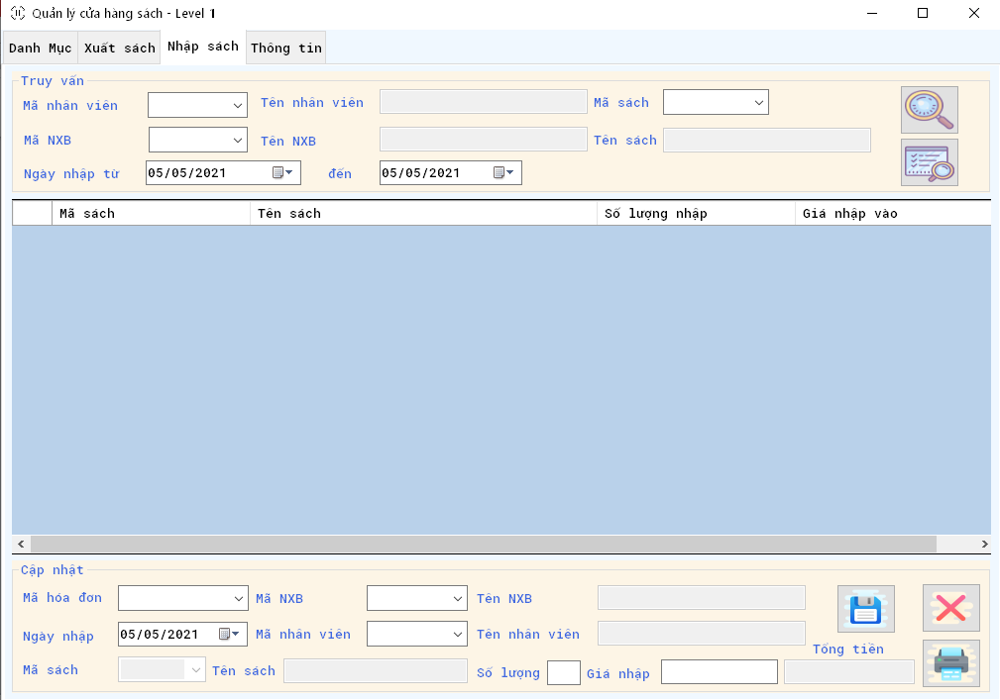 Quản lý cửa hàng sách - Level 1
Danh Mục Xuất sách Nhập sách Thông tin
Truy vấn
Mã nhân viên Tên nhân viên Mã sách
Mã NXB Tên NXB Tên sách
Ngày nhập từ 05/05/2021 đến 05/05/2021
Mã sách Tên sách Số lượng nhập Giá nhập vào
Cập nhật
Mã hóa đơn Mã NXB Tên NXB
Ngày nhập 05/05/2021 Mã nhân viên Tên nhân viên
Tổng tiền
Mã sách Tên sách Số lượng Giá nhập